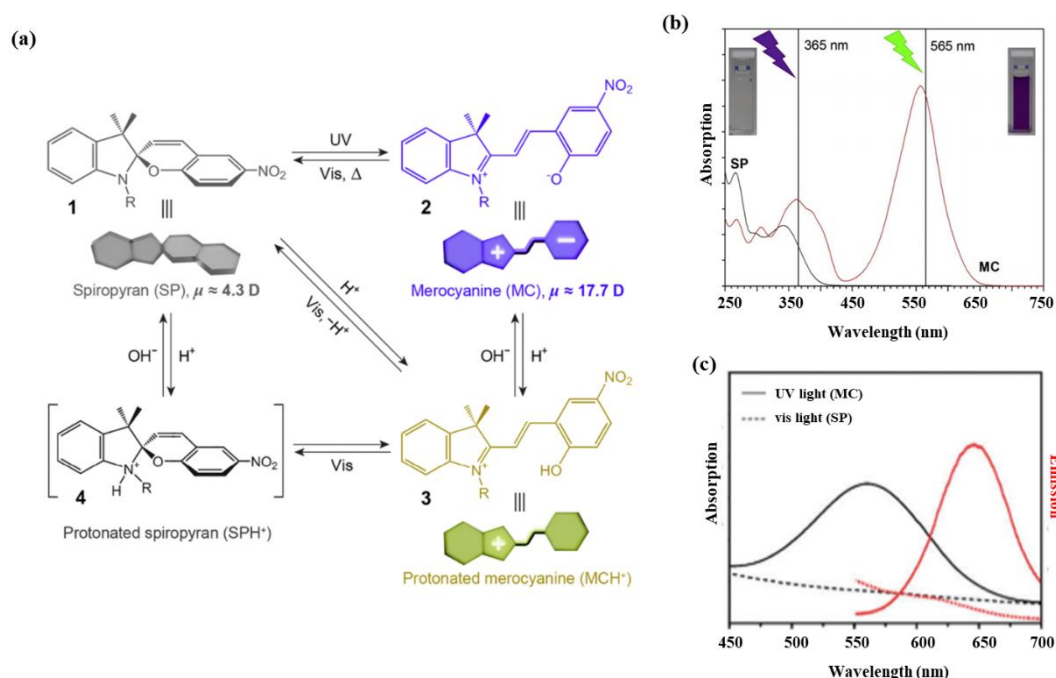 (a)
NO₂
UV
Vis, Δ
N
R
O
NO₂
1
N⁺
R
⁻O
2
Spiropyran (SP), μ ≈ 4.3 D
+
−
Merocyanine (MC), μ ≈ 17.7 D
H⁺
Vis, −H⁺
OH⁻
H⁺
OH⁻
H⁺
NO₂
N⁺
H
R
O
NO₂
4
Vis
N⁺
R
HO
3
Protonated spiropyran (SPH⁺)
+
Protonated merocyanine (MCH⁺)
(b)
365 nm
565 nm
Absorption
SP
MC
250 350 450 550 650 750
Wavelength (nm)
(c)
UV light (MC)
vis light (SP)
Absorption
Emission
450 500 550 600 650 700
Wavelength (nm)